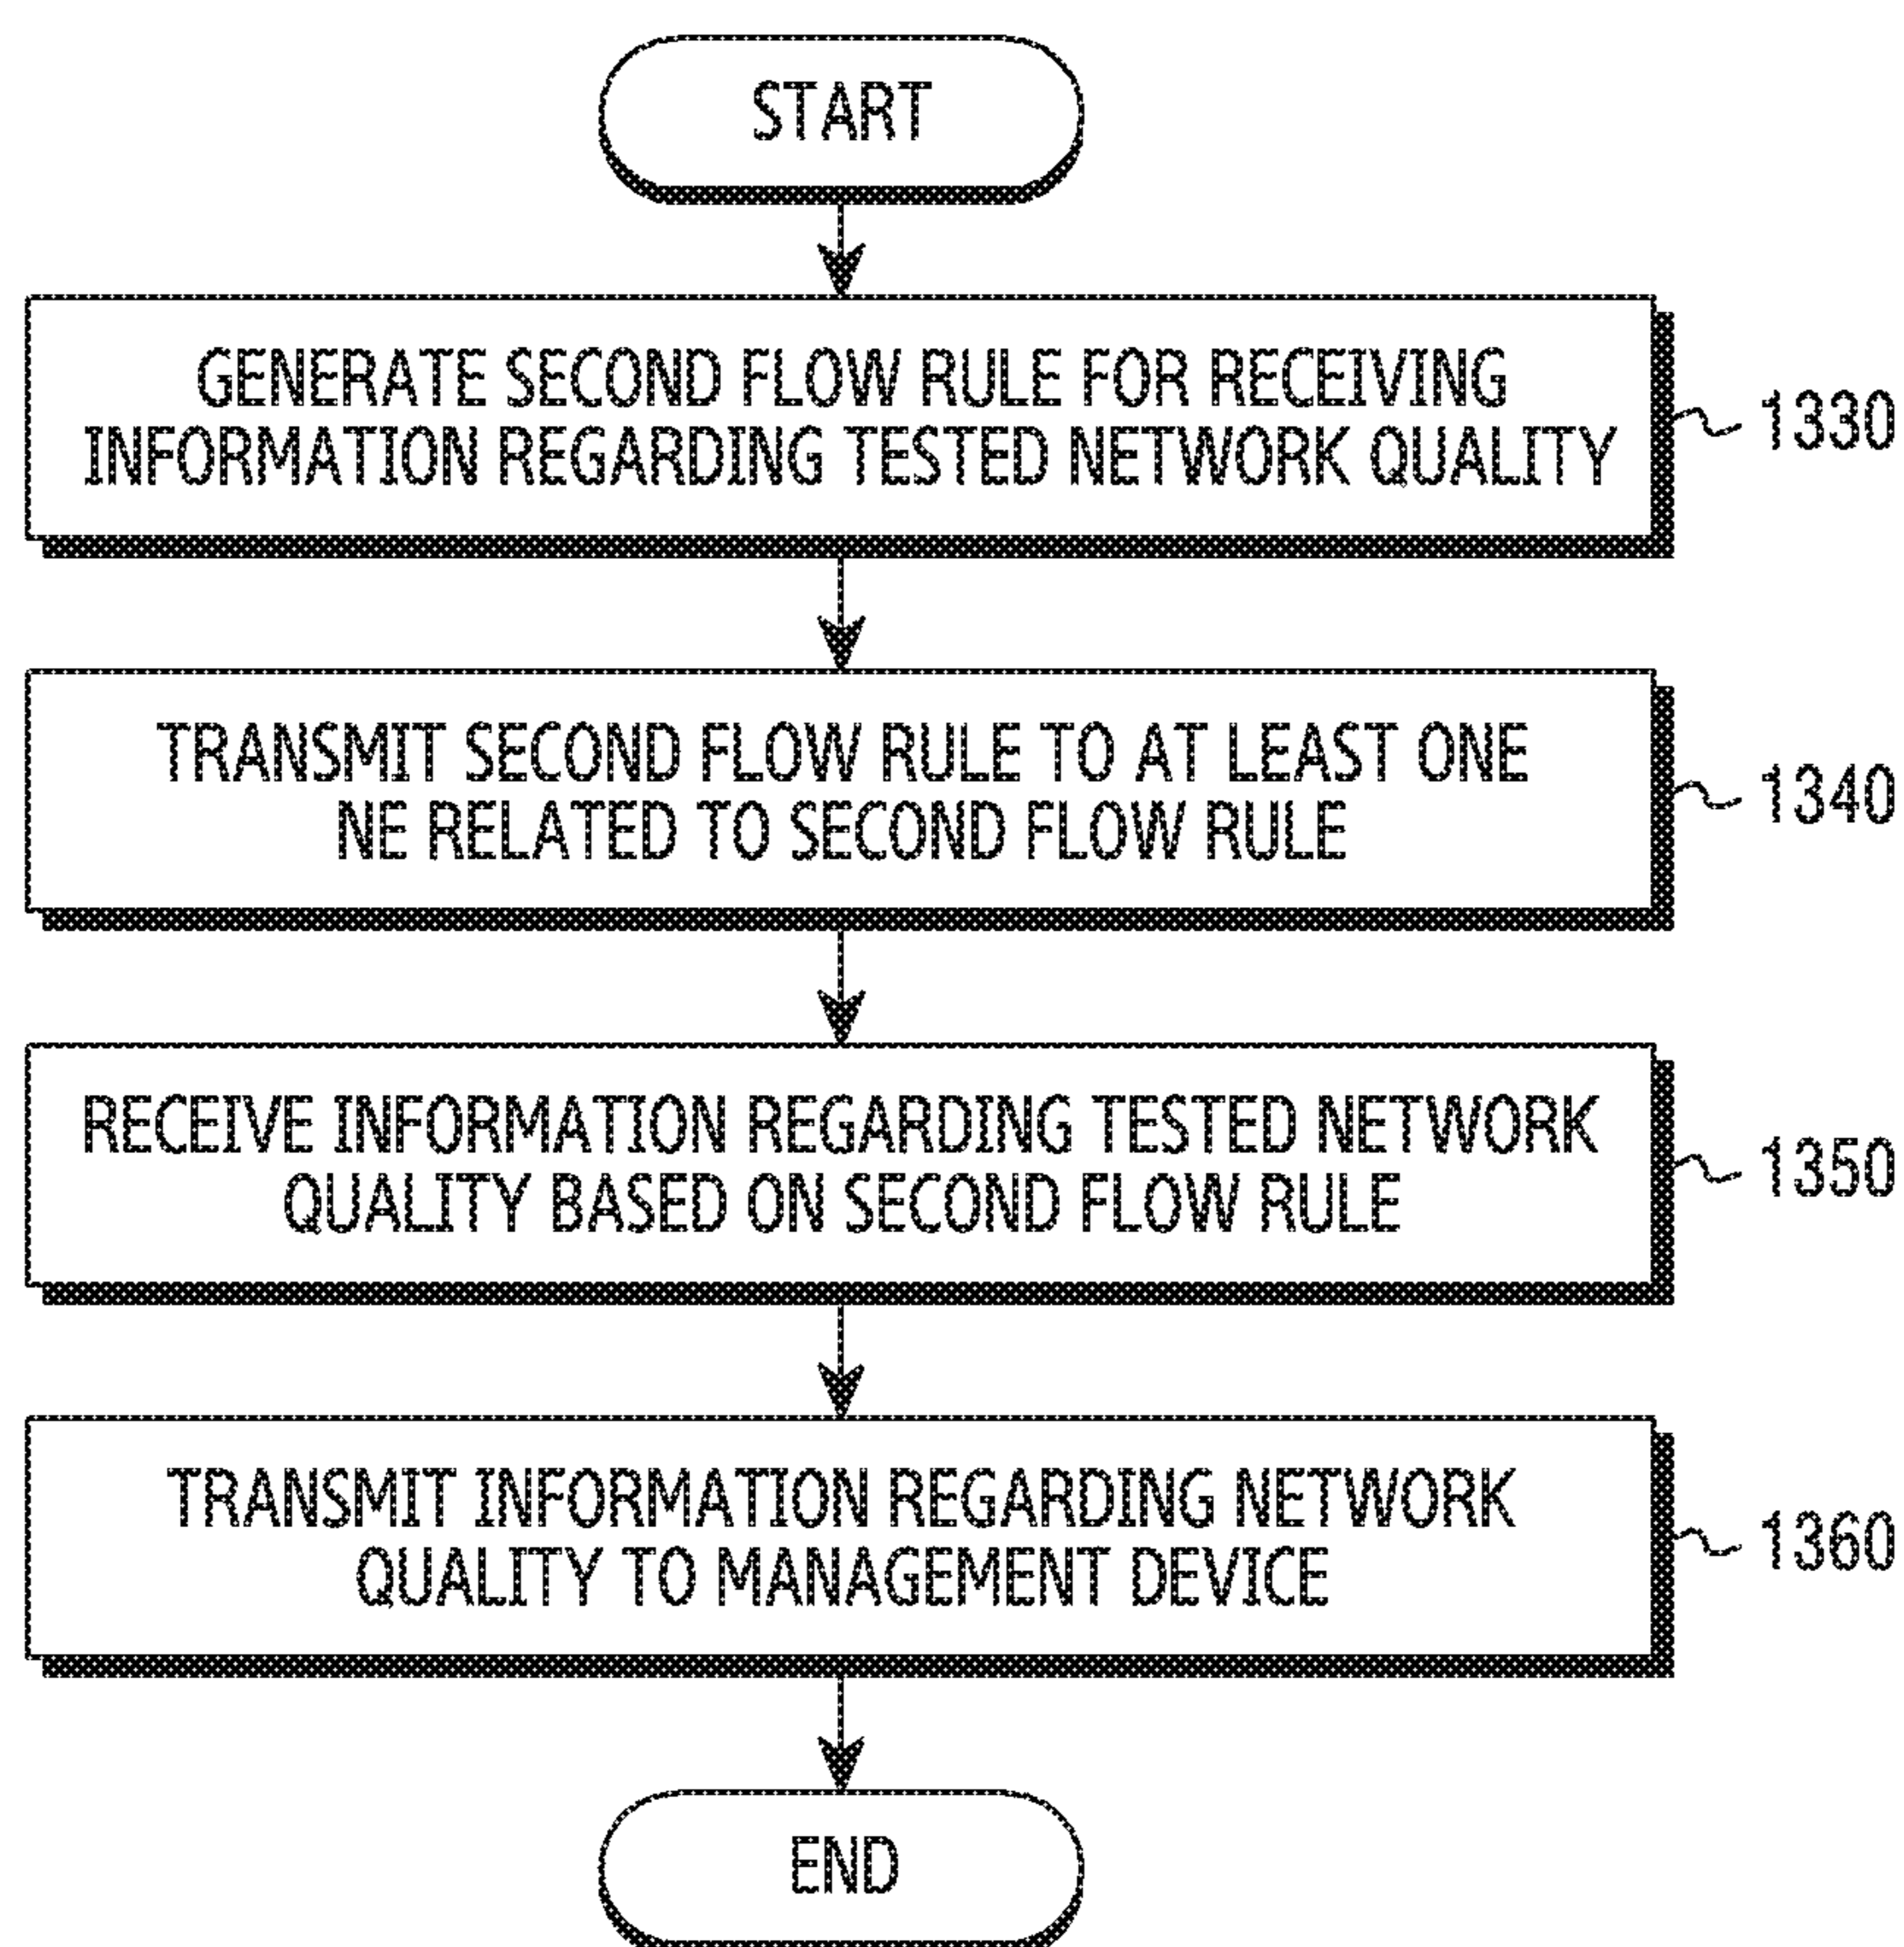 START
GENERATE SECOND FLOW RULE FOR RECEIVING
INFORMATION REGARDING TESTED NETWORK QUALITY
1330
TRANSMIT SECOND FLOW RULE TO AT LEAST ONE
NE RELATED TO SECOND FLOW RULE
1340
RECEIVE INFORMATION REGARDING TESTED NETWORK
QUALITY BASED ON SECOND FLOW RULE
1350
TRANSMIT INFORMATION REGARDING NETWORK
QUALITY TO MANAGEMENT DEVICE
1360
END